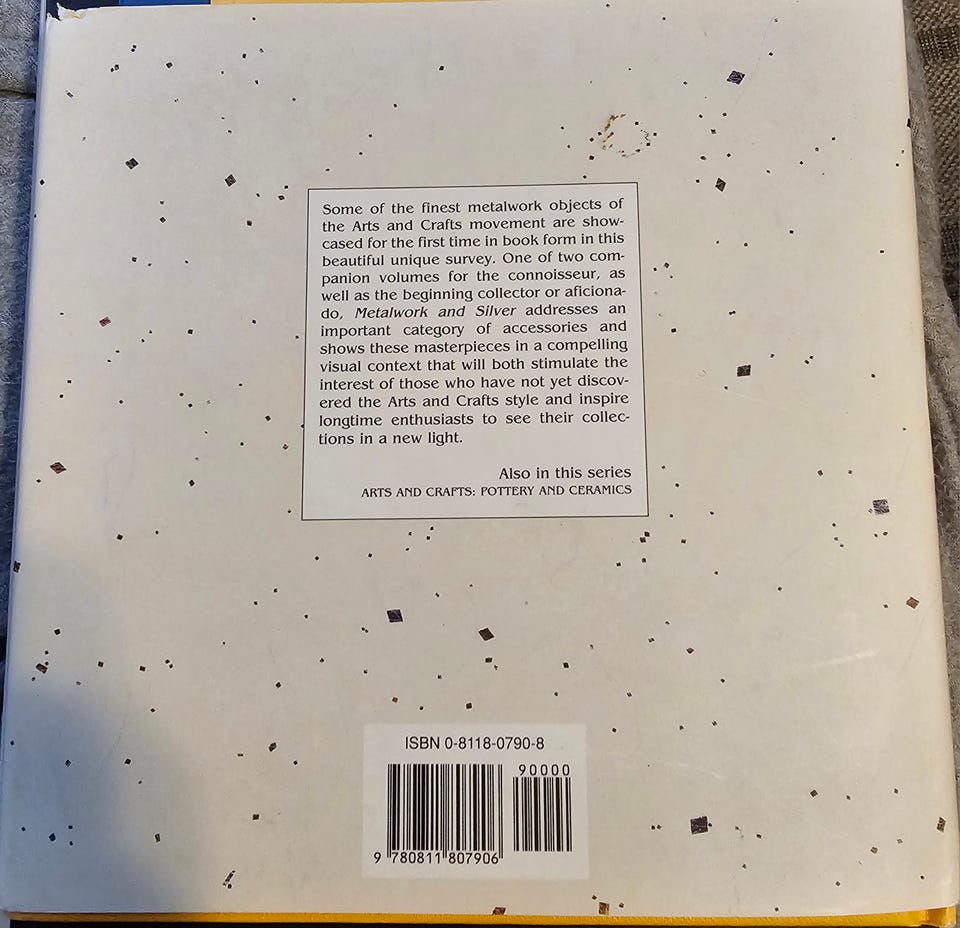 Some of the finest metalwork objects of
the Arts and Crafts movement are show-
cased for the first time in book form in this
beautiful unique survey. One of two com-
panion volumes for the connoisseur, as
well as the beginning collector or aficiona-
do, Metalwork and Silver addresses an
important category of accessories and
shows these masterpieces in a compelling
visual context that will both stimulate the
interest of those who have not yet discov-
ered the Arts and Crafts style and inspire
longtime enthusiasts to see their collec-
tions in a new light.
Also in this series
ARTS AND CRAFTS: POTTERY AND CERAMICS
ISBN 0-8118-0790-8
90000
9 780811 807906